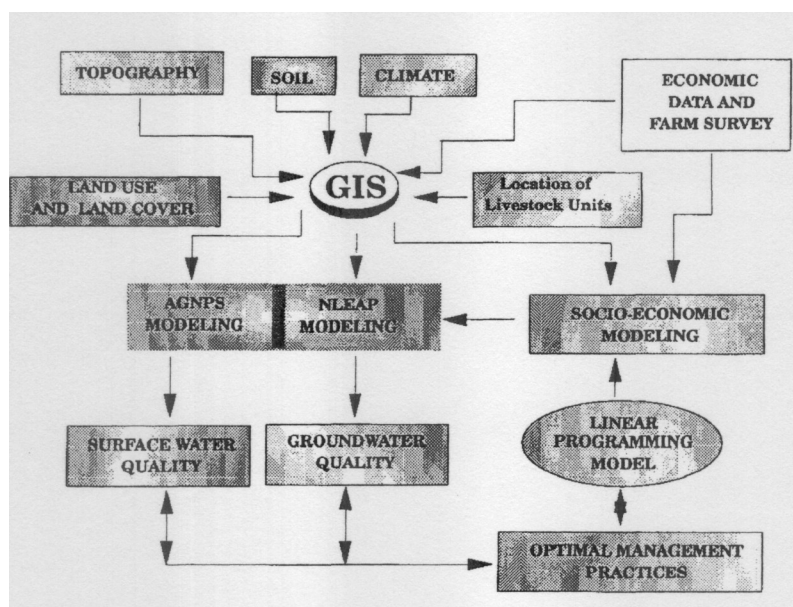 TOPOGRAPHY
SOIL
CLIMATE
ECONOMIC
DATA AND
FARM SURVEY
GIS
LAND USE
AND LAND COVER
Location of
Livestock Units
AGNPS
MODELING
NLEAP
MODELING
SOCIO-ECONOMIC
MODELING
SURFACE WATER
QUALITY
GROUNDWATER
QUALITY
LINEAR
PROGRAMMING
MODEL
OPTIMAL MANAGEMENT
PRACTICES